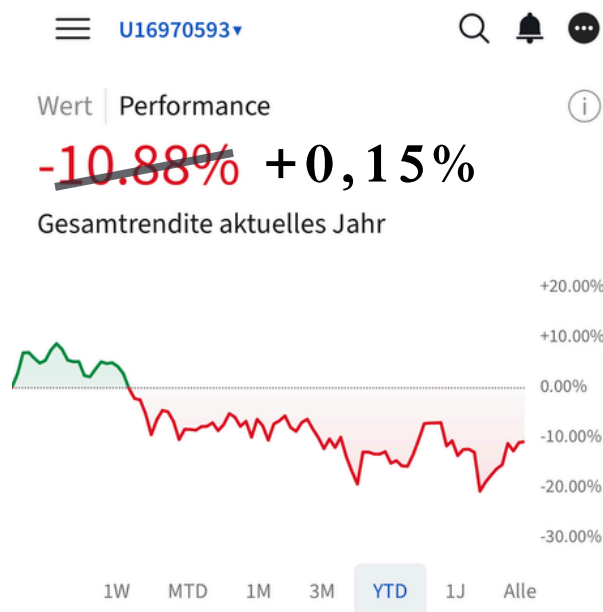 U16970593▾
Wert Performance
-10.88% +0,15%
Gesamtrendite aktuelles Jahr
+20.00%
+10.00%
0.00%
-10.00%
-20.00%
-30.00%
1W MTD 1M 3M YTD 1J Alle